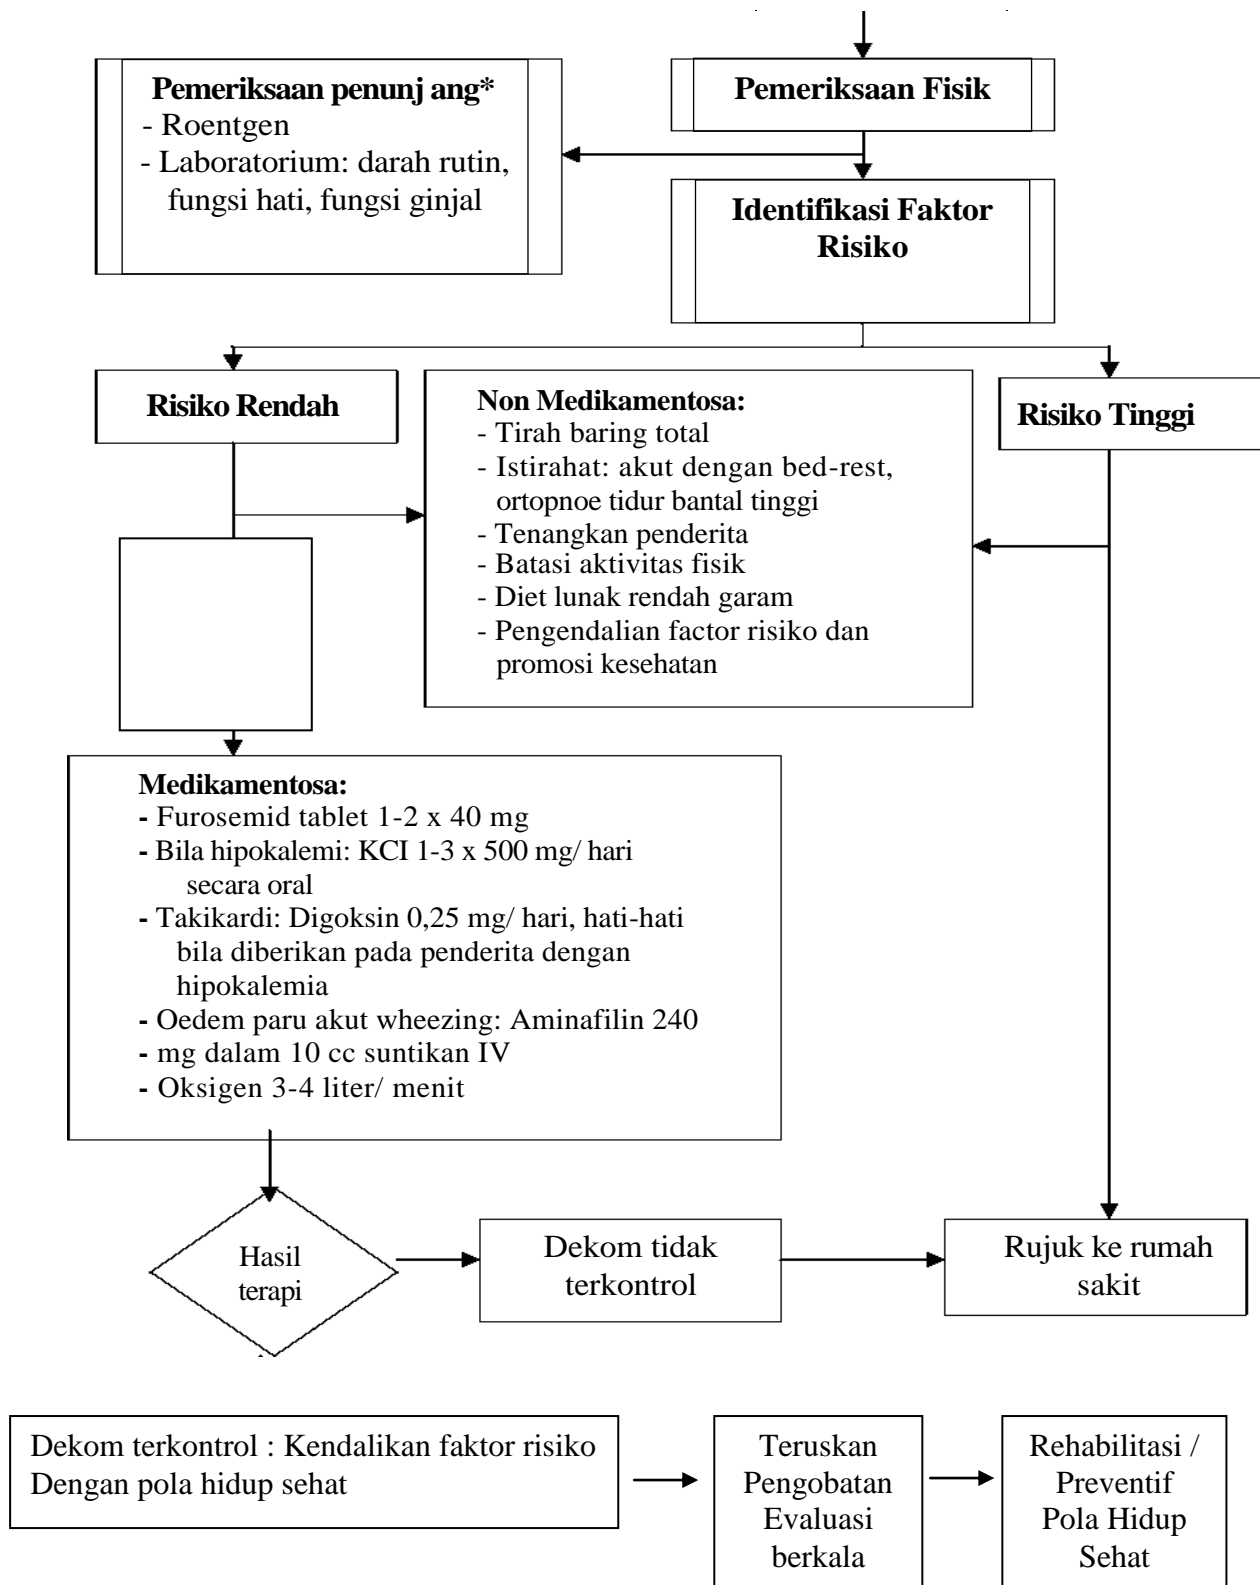 Pemeriksaan penunj ang*
- Roentgen
- Laboratorium: darah rutin,
fungsi hati, fungsi ginjal
Pemeriksaan Fisik
Identifikasi Faktor
Risiko
Risiko Rendah
Non Medikamentosa:
- Tirah baring total
- Istirahat: akut dengan bed-rest,
ortopnoe tidur bantal tinggi
- Tenangkan penderita
- Batasi aktivitas fisik
- Diet lunak rendah garam
- Pengendalian factor risiko dan
promosi kesehatan
Risiko Tinggi
Medikamentosa:
- Furosemid tablet 1-2 x 40 mg
- Bila hipokalemi: KCI 1-3 x 500 mg/ hari
secara oral
- Takikardi: Digoksin 0,25 mg/ hari, hati-hati
bila diberikan pada penderita dengan
hipokalemia
- Oedem paru akut wheezing: Aminafilin 240
- mg dalam 10 cc suntikan IV
- Oksigen 3-4 liter/ menit
Hasil
terapi
Dekom tidak
terkontrol
Rujuk ke rumah
sakit
Dekom terkontrol : Kendalikan faktor risiko
Dengan pola hidup sehat
Teruskan
Pengobatan
Evaluasi
berkala
Rehabilitasi /
Preventif
Pola Hidup
Sehat